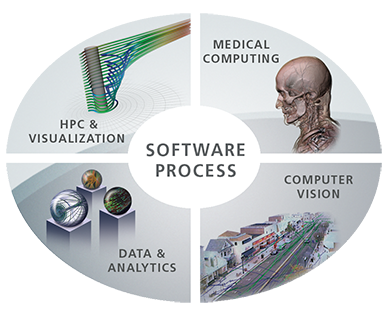 MEDICAL
COMPUTING
HPC &
VISUALIZATION
SOFTWARE
PROCESS
COMPUTER
VISION
DATA &
ANALYTICS